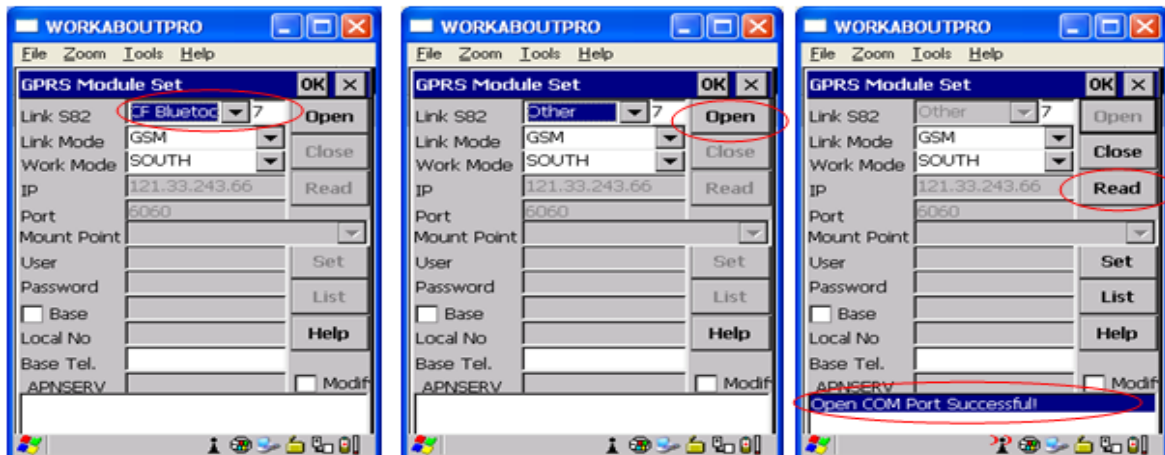 WORKABOUTPRO
File Zoom Tools Help
GPRS Module Set OK
Link S82 CF Bluetoc 7 Open
Link Mode GSM
Close
Work Mode SOUTH
IP 121.33.243.66 Read
Port 6060
Mount Point
User Set
Password
List
Base
Local No Help
Base Tel.
APNSERV Modif
WORKABOUTPRO
File Zoom Tools Help
GPRS Module Set OK
Link S82 Other 7 Open
Link Mode GSM
Close
Work Mode SOUTH
IP 121.33.243.66 Read
Port 6060
Mount Point
User Set
Password
List
Base
Local No Help
Base Tel.
APNSERV Modif
WORKABOUTPRO
File Zoom Tools Help
GPRS Module Set OK
Link S82 Other 7 Open
Link Mode GSM
Close
Work Mode SOUTH
IP 121.33.243.66 Read
Port 6060
Mount Point
User Set
Password
List
Base
Local No Help
Base Tel.
APNSERV Modif
Open COM Port Successful!